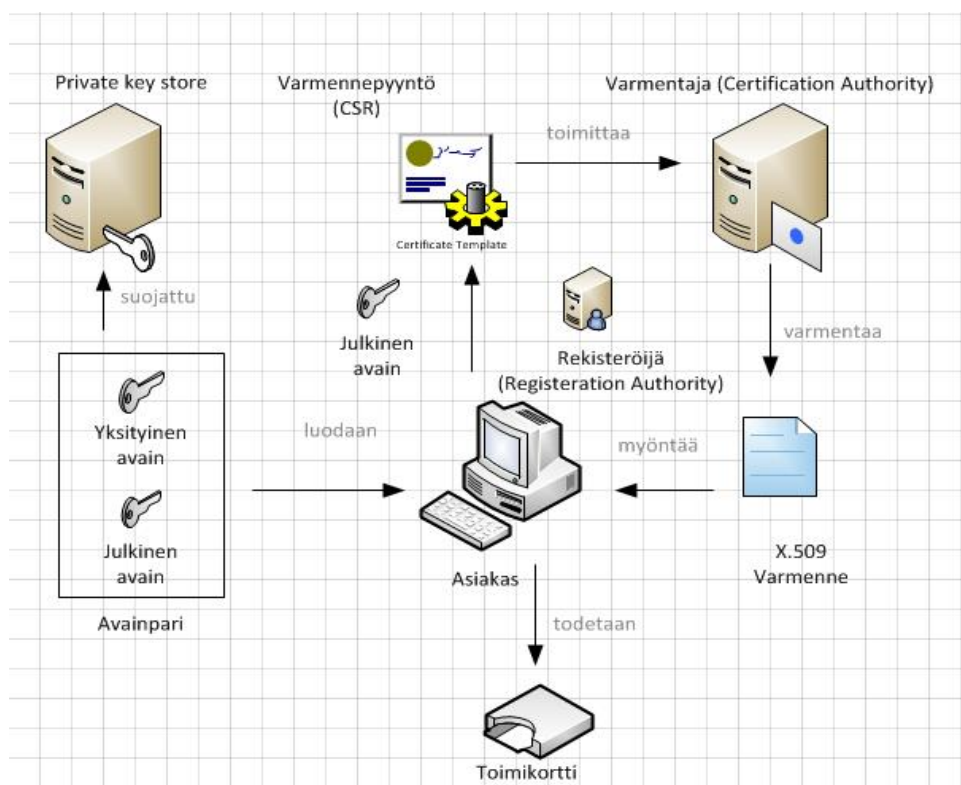 Private key store
Varmennepyyntö
(CSR)
Varmentaja (Certification Authority)
toimittaa
Certificate Template
suojattu
Julkinen
avain
Rekisteröijä
(Registeration Authority)
varmentaa
Yksityinen
avain
luodaan
myöntää
Julkinen
avain
Asiakas
X.509
Varmenne
Avainpari
todetaan
Toimikortti